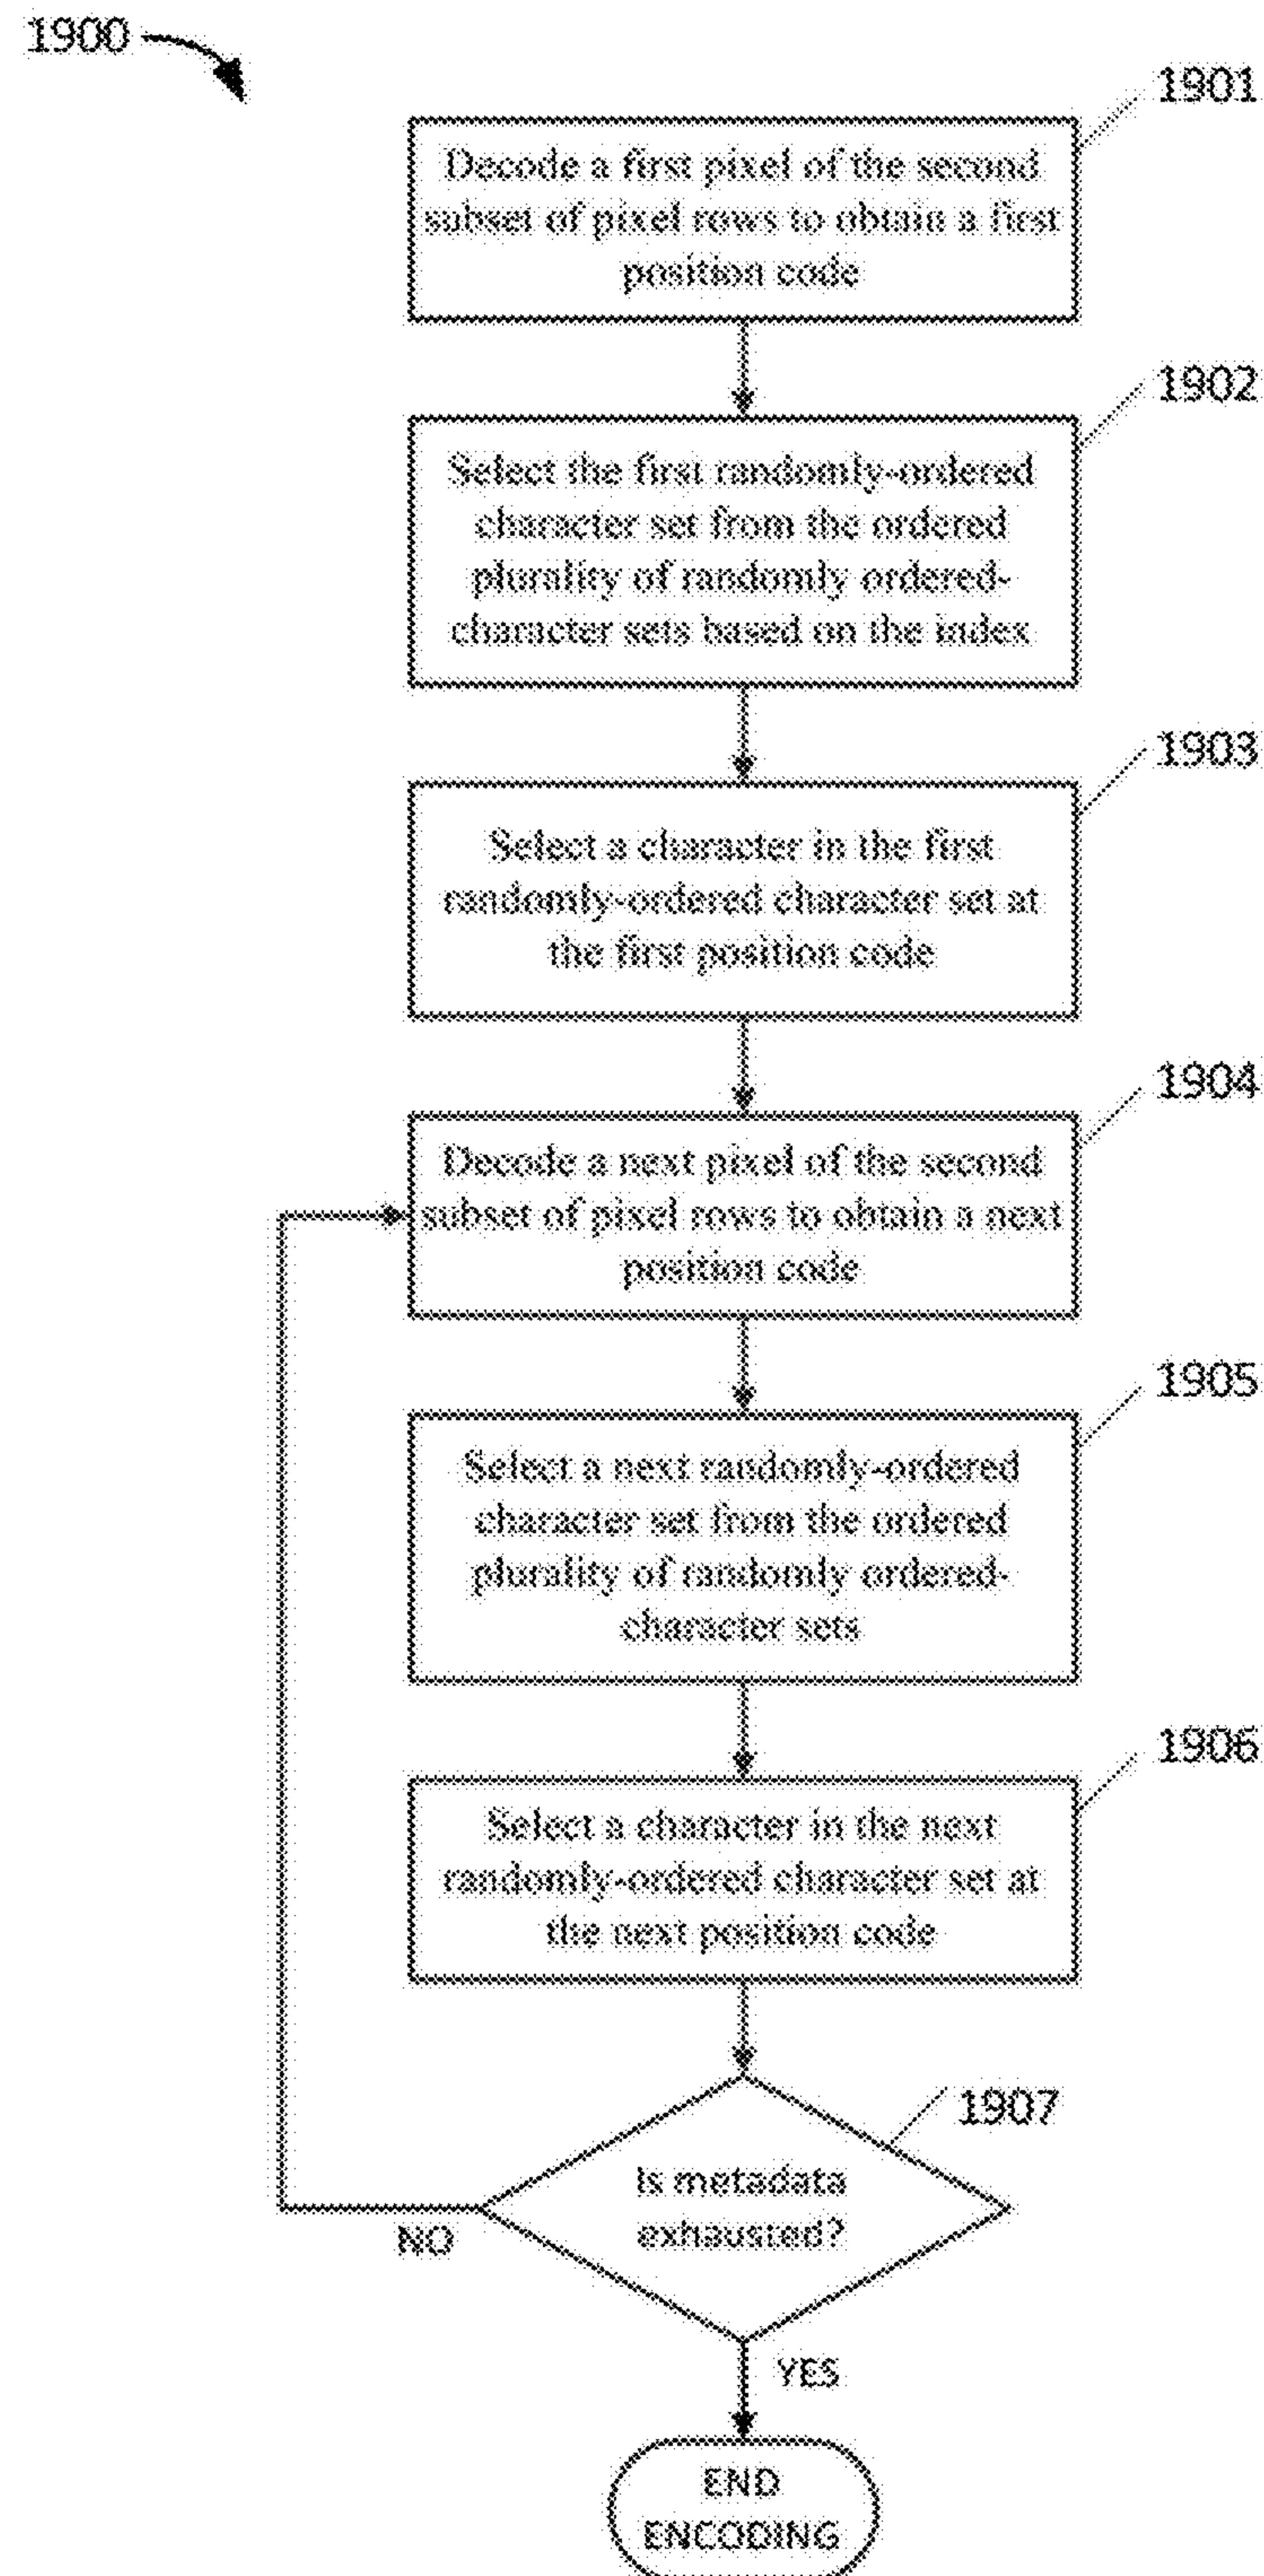 1900
1901
Decode a first pixel of the second
subset of pixel rows to obtain a first
position code
1902
Select the first randomly-ordered
character set from the ordered
plurality of randomly ordered-
character sets based on the index
1903
Select a character in the first
randomly-ordered character set at
the first position code
1904
Decode a next pixel of the second
subset of pixel rows to obtain a next
position code
1905
Select a next randomly-ordered
character set from the ordered
plurality of randomly ordered-
character sets
1906
Select a character in the next
randomly-ordered character set at
the next position code
1907
Is metadata
exhausted?
NO
YES
END
ENCODING